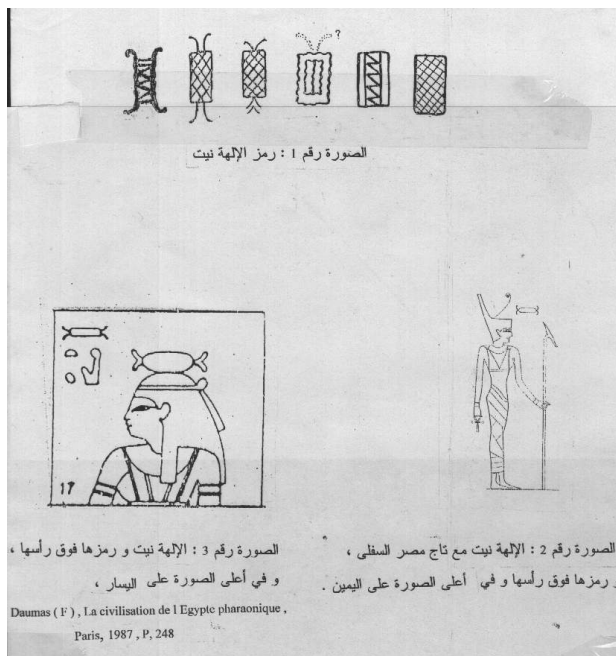 ?
الصورة رقم 1 : رمز الإلهة نيت
17
الصورة رقم 3 : الإلهة نيت و رمزها فوق رأسها ،
و في أعلى الصورة على اليسار ،
Daumas ( F ) , La civilisation de l Egypte pharaonique ,
Paris, 1987 , P, 248
الصورة رقم 2 : الإلهة نيت مع تاج مصر السفلى ،
و رمزها فوق رأسها و في أعلى الصورة على اليمين .